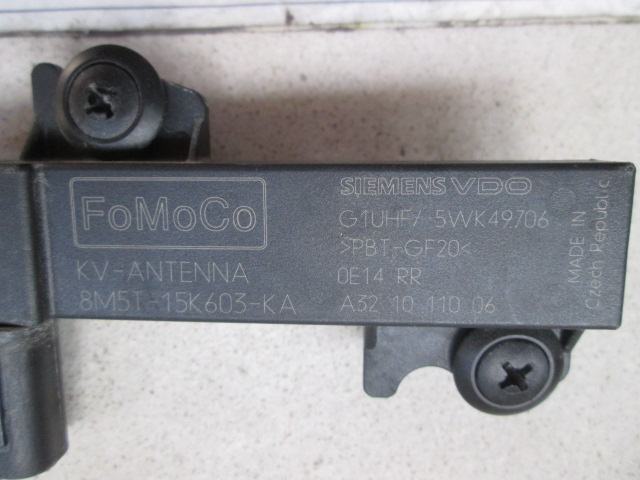 FoMoCo
KV-ANTENNA
8M5T-15K603-KA
SIEMENS VDO
G1UHF/ 5WK49706
>PBT-GF20<
0E14 RR
A32 10 110 06
MADE IN
Czech Republic